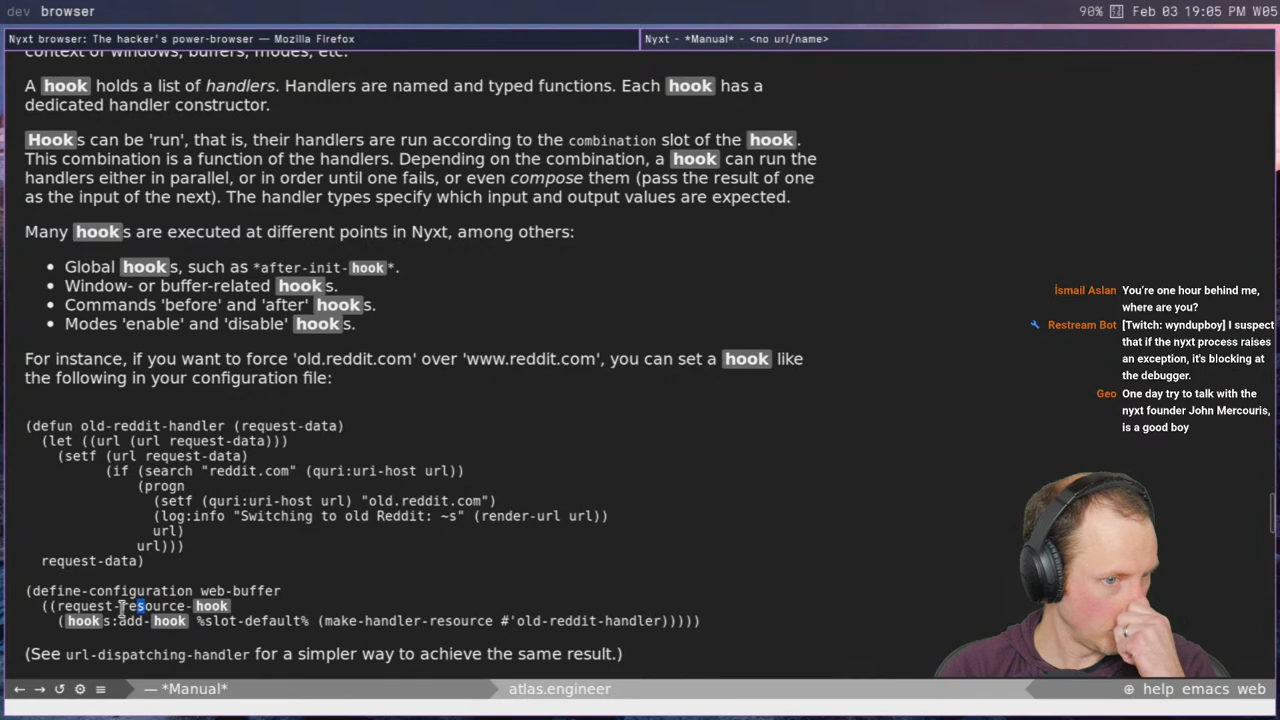 dev browser
90% Feb 03 19:05 PM W05
Nyxt browser: The hacker's power-browser — Mozilla Firefox
Nyxt - *Manual* - <no url/name>
context of windows, buffers, modes, etc.
A hook holds a list of handlers. Handlers are named and typed functions. Each hook has a
dedicated handler constructor.
Hooks can be 'run', that is, their handlers are run according to the combination slot of the hook.
This combination is a function of the handlers. Depending on the combination, a hook can run the
handlers either in parallel, or in order until one fails, or even compose them (pass the result of one
as the input of the next). The handler types specify which input and output values are expected.
Many hooks are executed at different points in Nyxt, among others:
• Global hooks, such as *after-init-hook*.
• Window- or buffer-related hooks.
• Commands 'before' and 'after' hooks.
• Modes 'enable' and 'disable' hooks.
For instance, if you want to force 'old.reddit.com' over 'www.reddit.com', you can set a hook like
the following in your configuration file:
(defun old-reddit-handler (request-data)
(let ((url (url request-data)))
(setf (url request-data)
(if (search "reddit.com" (quri:uri-host url))
(progn
(setf (quri:uri-host url) "old.reddit.com")
(log:info "Switching to old Reddit: ~s" (render-url url))
url)
url)))
request-data)
(define-configuration web-buffer
((request-resource-hook
(hooks:add-hook %slot-default% (make-handler-resource #'old-reddit-handler)))))
(See url-dispatching-handler for a simpler way to achieve the same result.)
← → ↺ ⚙ ≡ — *Manual* atlas.engineer ⊕ help emacs web
İsmail Aslan You're one hour behind me,
where are you?
Restream Bot [Twitch: wyndupboy] I suspect
that if the nyxt process raises
an exception, it's blocking at
the debugger.
Geo One day try to talk with the
nyxt founder John Mercouris,
is a good boy